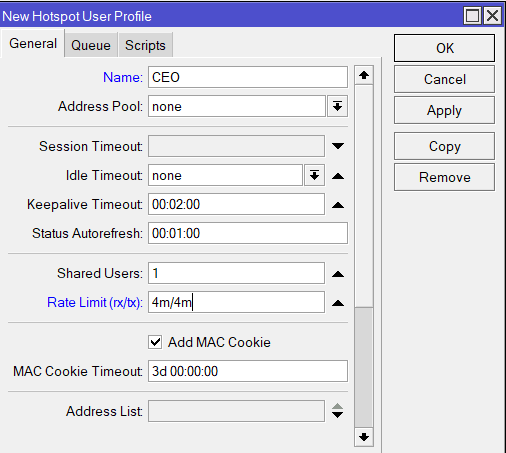 New Hotspot User Profile
General Queue Scripts
Name: CEO
Address Pool: none
Session Timeout:
Idle Timeout: none
Keepalive Timeout: 00:02:00
Status Autorefresh: 00:01:00
Shared Users: 1
Rate Limit (rx/tx): 4m/4m
Add MAC Cookie
MAC Cookie Timeout: 3d 00:00:00
Address List:
OK
Cancel
Apply
Copy
Remove